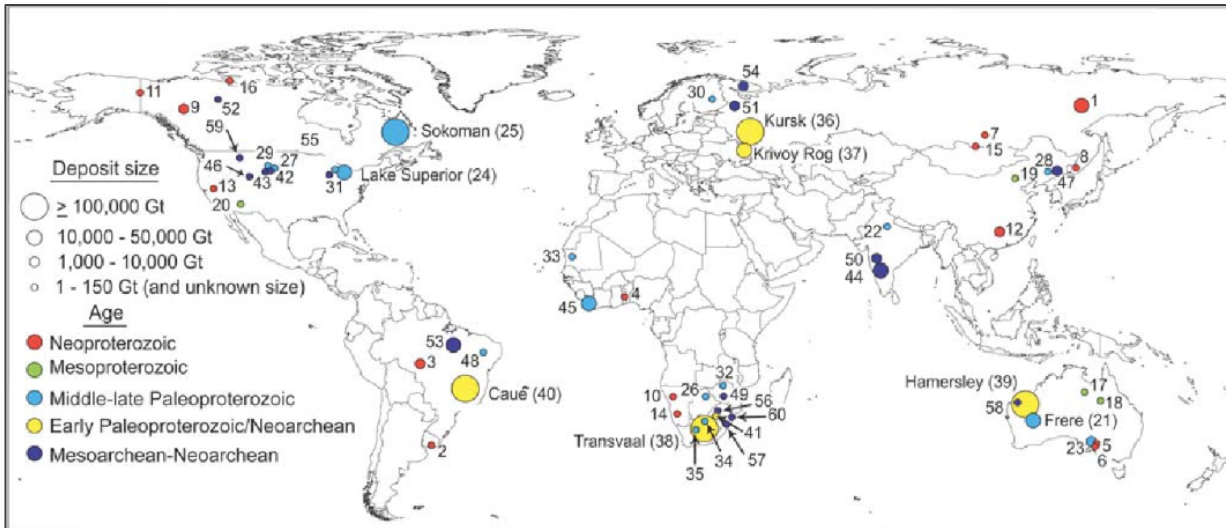 11
16
9
52
59
55
Sokoman (25)
29
27
46
43
42
31
Lake Superior (24)
13
20
Deposit size
≥ 100,000 Gt
10,000 - 50,000 Gt
1,000 - 10,000 Gt
1 - 150 Gt (and unknown size)
Age
Neoproterozoic
Mesoproterozoic
Middle-late Paleoproterozoic
Early Paleoproterozoic/Neoarchean
Mesoarchean-Neoarchean
53
3
48
Cauê (40)
2
54
30
51
Kursk (36)
Krivoy Rog (37)
33
45
4
32
10
26
49
56
14
60
Transvaal (38)
41
57
34
35
1
7
15
8
28
19
47
12
22
50
44
Hamersley (39)
17
58
18
Frere (21)
23
5
6